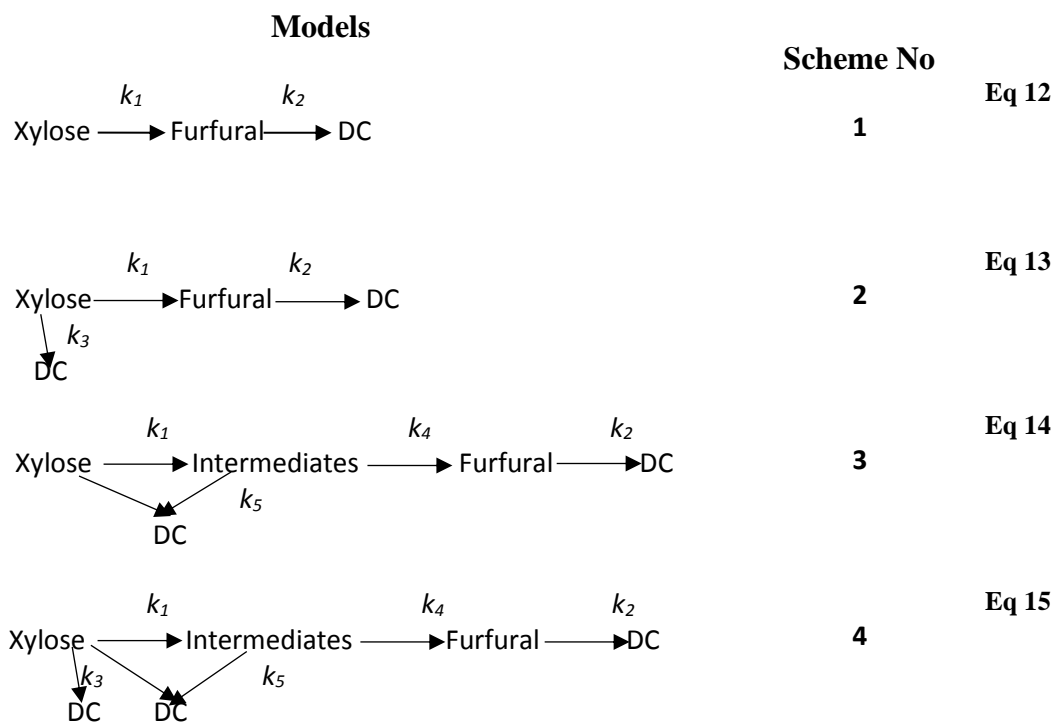 Models
Scheme No
Eq 12
k1 k2
Xylose Furfural DC 1
Eq 13
k1 k2
Xylose Furfural DC 2
k3
DC
Eq 14
k1 k4 k2
Xylose Intermediates Furfural DC 3
k5
DC
Eq 15
k1 k4 k2
Xylose Intermediates Furfural DC 4
k3 k5
DC DC